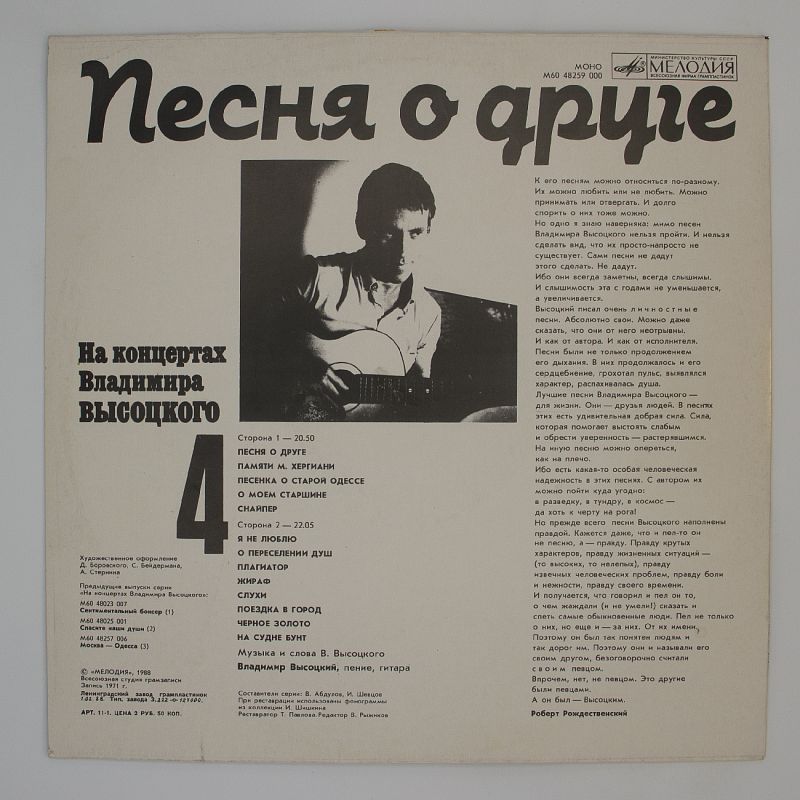 Песня о друге
МОНО
М60 48259 000
МИНИСТЕРСТВО КУЛЬТУРЫ СССР
МЕЛОДИЯ
ВСЕСОЮЗНАЯ ФИРМА ГРАМПЛАСТИНОК
На концертах
Владимира
ВЫСОЦКОГО
4
Сторона 1 — 20.50
ПЕСНЯ О ДРУГЕ
ПАМЯТИ М. ХЕРГИАНИ
ПЕСЕНКА О СТАРОЙ ОДЕССЕ
О МОЕМ СТАРШИНЕ
СНАЙПЕР
Сторона 2 — 22.05
Я НЕ ЛЮБЛЮ
О ПЕРЕСЕЛЕНИИ ДУШ
ПЛАГИАТОР
ЖИРАФ
СЛУХИ
ПОЕЗДКА В ГОРОД
ЧЕРНОЕ ЗОЛОТО
НА СУДНЕ БУНТ
Музыка и слова В. Высоцкого
Владимир Высоцкий, пение, гитара
Составители серии: В. Абдулов, И. Шевцов
При реставрации использованы фонограммы
из коллекции И. Шишкина
Реставратор Т. Павлова. Редактор В. Рыжиков
Художественное оформление
Д. Боровского, С. Бейдермана,
А. Стернина
Предыдущие выпуски серии
«На концертах Владимира Высоцкого»:
М60 48023 007
Сентиментальный боксер (1)
М60 48025 001
Спасите наши души (2)
М60 48257 006
Москва — Одесса (3)
© «МЕЛОДИЯ», 1988
Всесоюзная студия грамзаписи
Запись 1971 г.
Ленинградский завод грампластинок
Тип. завода
АРТ. 11-1. ЦЕНА 2 РУБ. 50 КОП.
К его песням можно относиться по-разному.
Их можно любить или не любить. Можно
принимать или отвергать. И долго
спорить о них тоже можно.
Но одно я знаю наверняка: мимо песен
Владимира Высоцкого нельзя пройти. И нельзя
сделать вид, что их просто-напросто не
существует. Сами песни не дадут
этого сделать. Не дадут.
Ибо они всегда заметны, всегда слышимы.
И слышимость эта с годами не уменьшается,
а увеличивается.
Высоцкий писал очень личностные
песни. Абсолютно свои. Можно даже
сказать, что они от него неотрывны.
И как от автора. И как от исполнителя.
Песни были не только продолжением
его дыхания. В них продолжалось и его
сердцебиение, грохотал пульс, выявлялся
характер, распахивалась душа.
Лучшие песни Владимира Высоцкого —
для жизни. Они — друзья людей. В песнях
этих есть удивительная добрая сила. Сила,
которая помогает выстоять слабым
и обрести уверенность — растерявшимся.
На иную песню можно опереться,
как на плечо.
Ибо есть какая-то особая человеческая
надежность в этих песнях. С автором их
можно пойти куда угодно:
в разведку, в тундру, в космос —
да хоть к черту на рога!
Но прежде всего песни Высоцкого наполнены
правдой. Кажется даже, что и пел-то он
не песню, а — правду. Правду крутых
характеров, правду жизненных ситуаций —
(то высоких, то нелепых), правду
извечных человеческих проблем, правду боли
и нежности, правду своего времени.
И получается, что говорил и пел он то,
о чем жаждали (и не умели!) сказать и
спеть самые обыкновенные люди. Пел не только
о них, но еще и — за них. От их имени.
Поэтому он был так понятен людям и
так дорог им. Поэтому они и называли его
своим другом, безоговорочно считали
своим певцом.
Впрочем, нет, не певцом. Это другие
были певцами.
А он был — Высоцким.
Роберт Рождественский